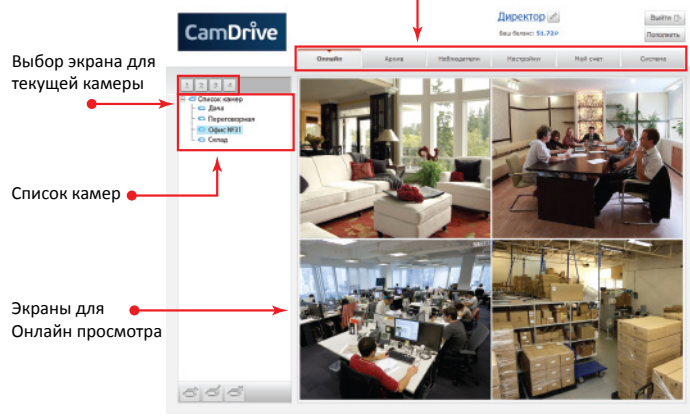 CamDrive
Директор
Ваш баланс: 51.72Р
Выйти
Пополнить
Онлайн
Архив
Наблюдатели
Настройки
Мой счет
Система
Выбор экрана для
текущей камеры
1 2 3 4
Список камер
Дача
Переговорная
Офис №31
Склад
Список камер
Экраны для
Онлайн просмотра